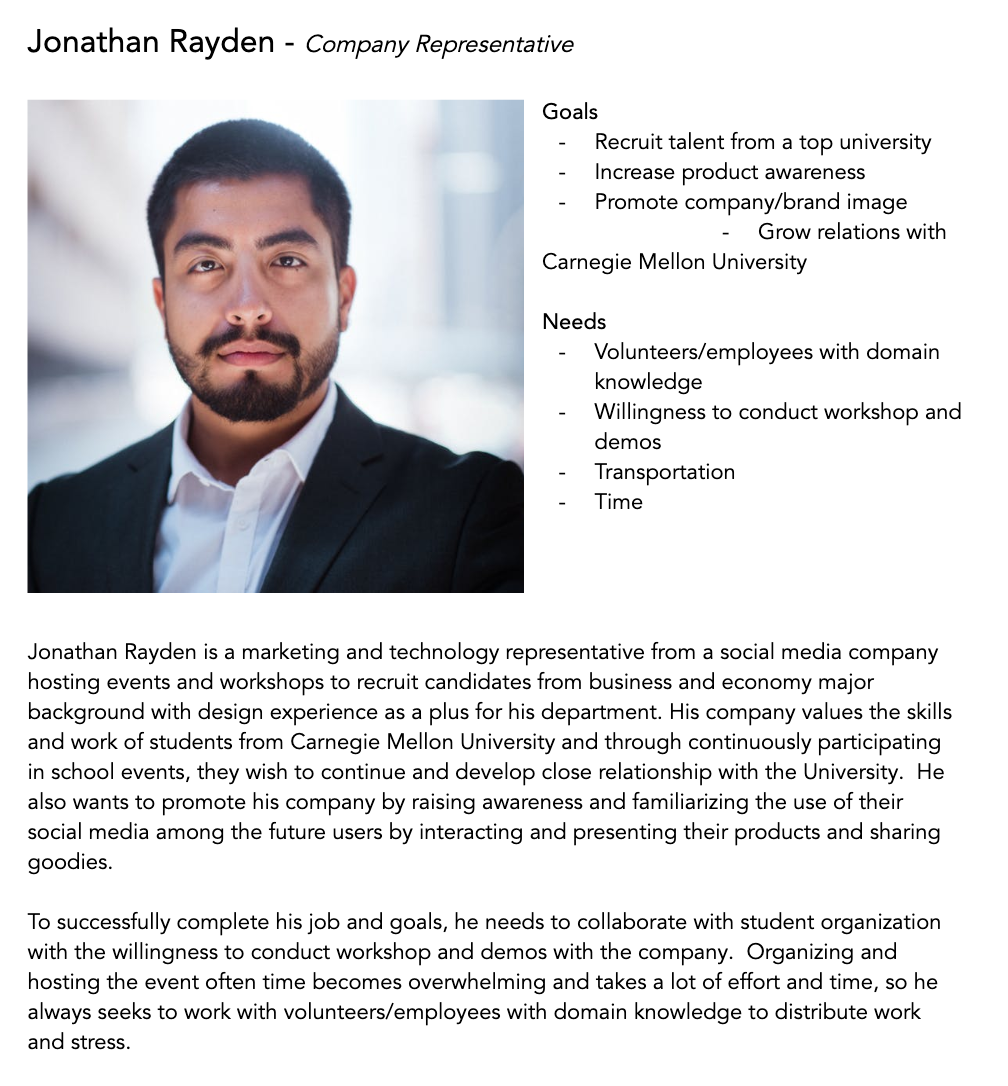 Jonathan Rayden - Company Representative
Goals
- Recruit talent from a top university
- Increase product awareness
- Promote company/brand image
- Grow relations with
Carnegie Mellon University
Needs
- Volunteers/employees with domain
knowledge
- Willingness to conduct workshop and
demos
- Transportation
- Time
Jonathan Rayden is a marketing and technology representative from a social media company
hosting events and workshops to recruit candidates from business and economy major
background with design experience as a plus for his department. His company values the skills
and work of students from Carnegie Mellon University and through continuously participating
in school events, they wish to continue and develop close relationship with the University.  He
also wants to promote his company by raising awareness and familiarizing the use of their
social media among the future users by interacting and presenting their products and sharing
goodies.
To successfully complete his job and goals, he needs to collaborate with student organization
with the willingness to conduct workshop and demos with the company.  Organizing and
hosting the event often time becomes overwhelming and takes a lot of effort and time, so he
always seeks to work with volunteers/employees with domain knowledge to distribute work
and stress.